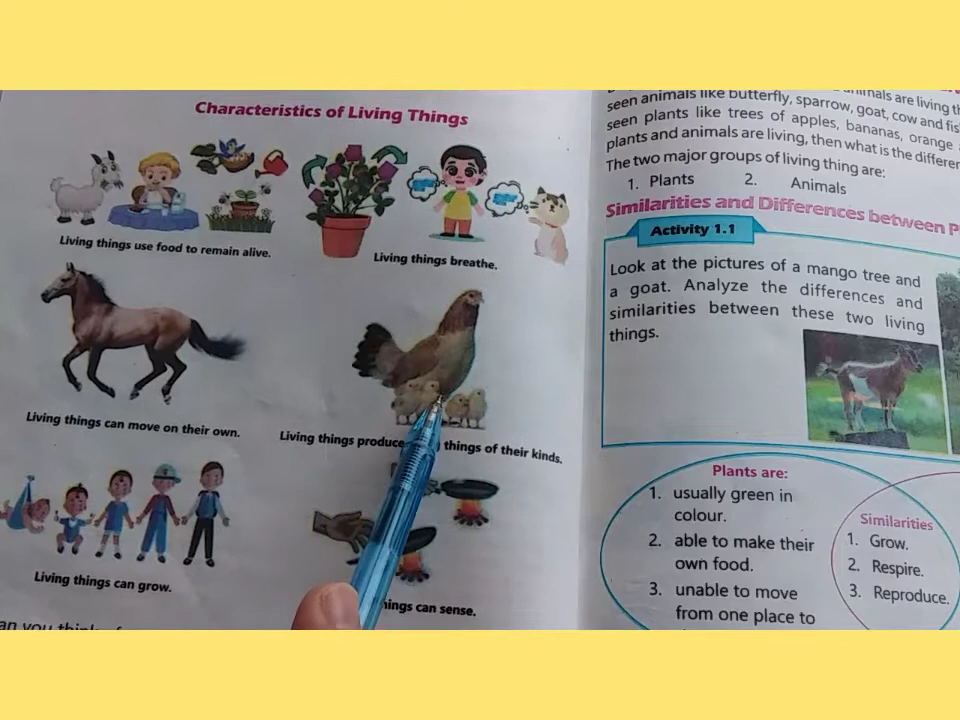 Characteristics of Living Things
Living things use food to remain alive.
Living things breathe.
Living things can move on their own.
Living things produce things of their kinds.
Living things can grow.
things can sense.
you think
animals are living
seen animals like butterfly, sparrow, goat, cow and
seen plants like trees of apples, bananas, orange
plants and animals are living, then what is the
The two major groups of living thing are:
1. Plants 2. Animals
Similarities and Differences between
Activity 1.1
Look at the pictures of a mango tree and
a goat. Analyze the differences and
similarities between these two living
things.
Plants are:
1. usually green in
colour.
2. able to make their
own food.
3. unable to move
from one place to
Similarities
1. Grow.
2. Respire.
3. Reproduce.